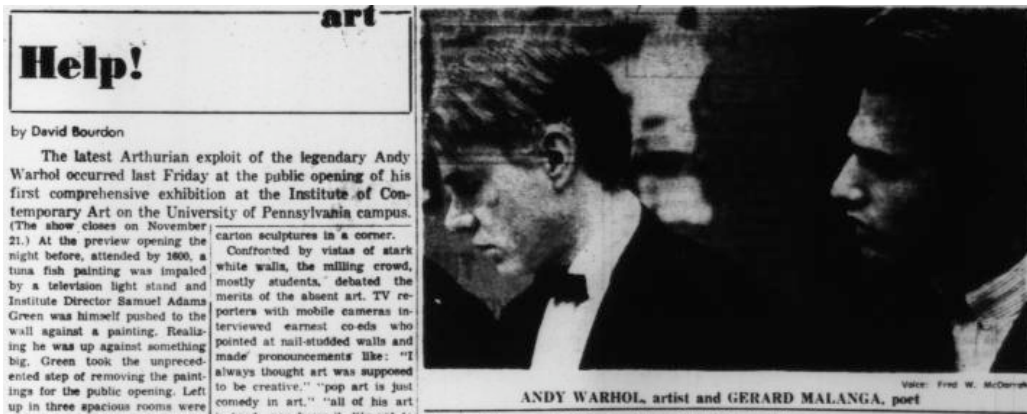 art
Help!
by David Bourdon
The latest Arthurian exploit of the legendary Andy
Warhol occurred last Friday at the public opening of his
first comprehensive exhibition at the Institute of Con-
temporary Art on the University of Pennsylvania campus.
(The show closes on November
21.) At the preview opening the
night before, attended by 1600, a
tuna fish painting was impaled
by a television light stand and
Institute Director Samuel Adams
Green was himself pushed to the
wall against a painting. Realiz-
ing he was up against something
big, Green took the unpreced-
ented step of removing the paint-
ings for the public opening. Left
up in three spacious rooms were
carton sculptures in a corner.
Confronted by vistas of stark
white walls, the milling crowd,
mostly students, debated the
merits of the absent art. TV re-
porters with mobile cameras in-
terviewed earnest co-eds who
pointed at nail-studded walls and
made pronouncements like: "I
always thought art was supposed
to be creative." "pop art is just
comedy in art." "all of his art
Voice: Fred W. McDarrah
ANDY WARHOL, artist and GERARD MALANGA, poet